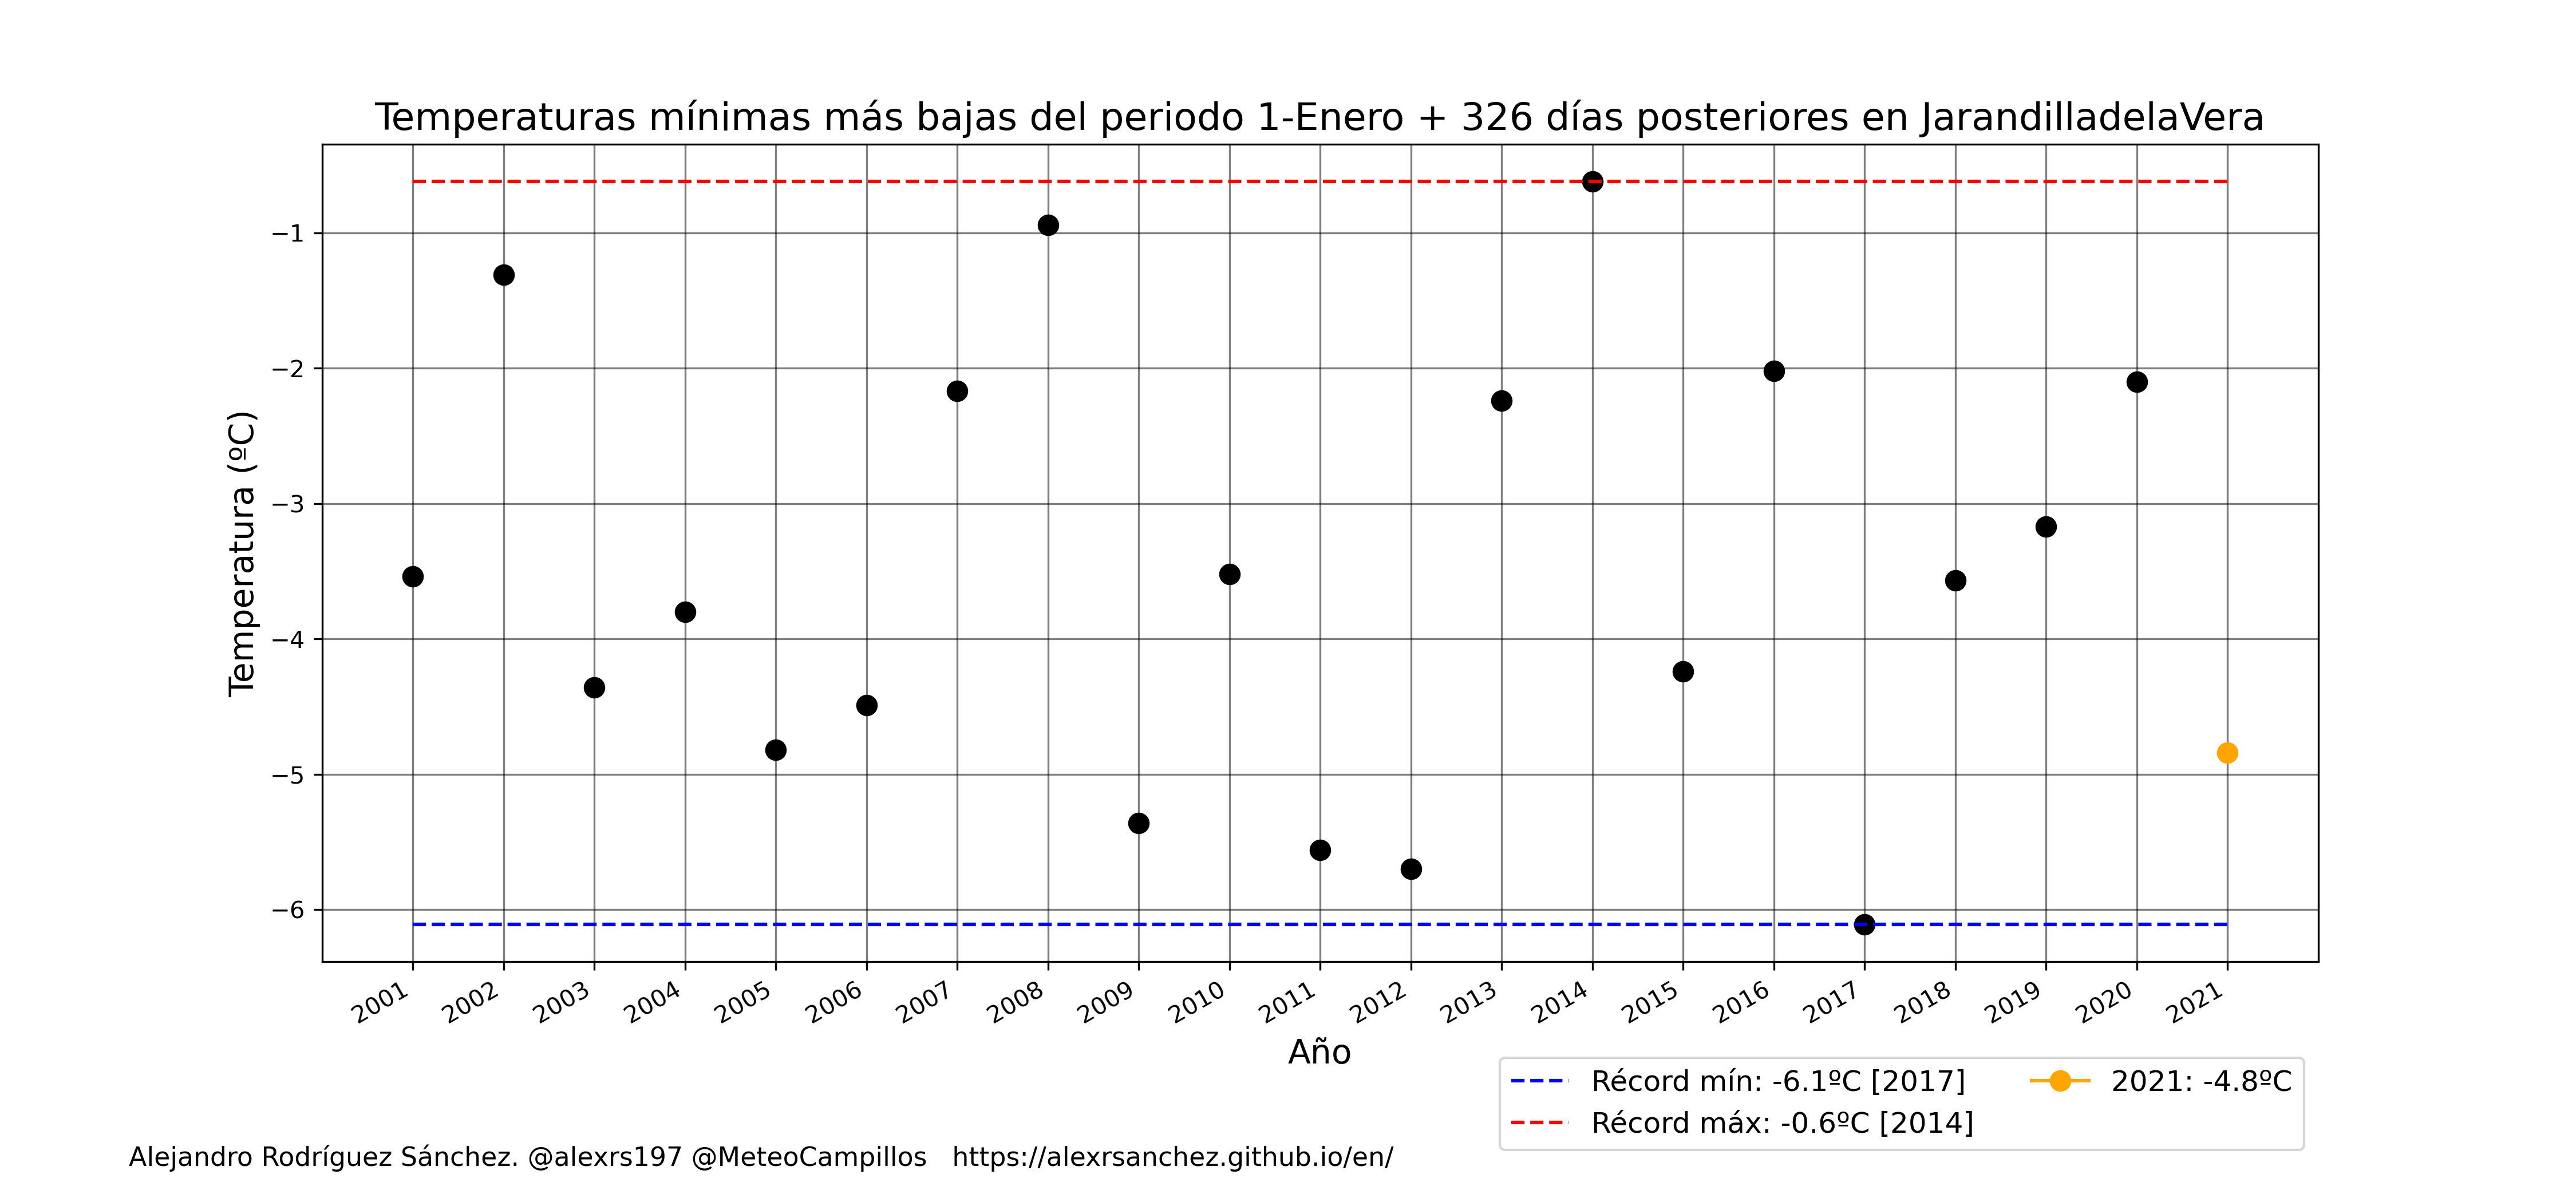 Temperaturas mínimas más bajas del periodo 1-Enero + 326 días posteriores en JarandilladelaVera
Temperatura (ºC)
−1
−2
−3
−4
−5
−6
2001 2002 2003 2004 2005 2006 2007 2008 2009 2010 2011 2012 2013 2014 2015 2016 2017 2018 2019 2020 2021
Año
Récord mín: -6.1ºC [2017]
Récord máx: -0.6ºC [2014]
2021: -4.8ºC
Alejandro Rodríguez Sánchez. @alexrs197 @MeteoCampillos https://alexrsanchez.github.io/en/